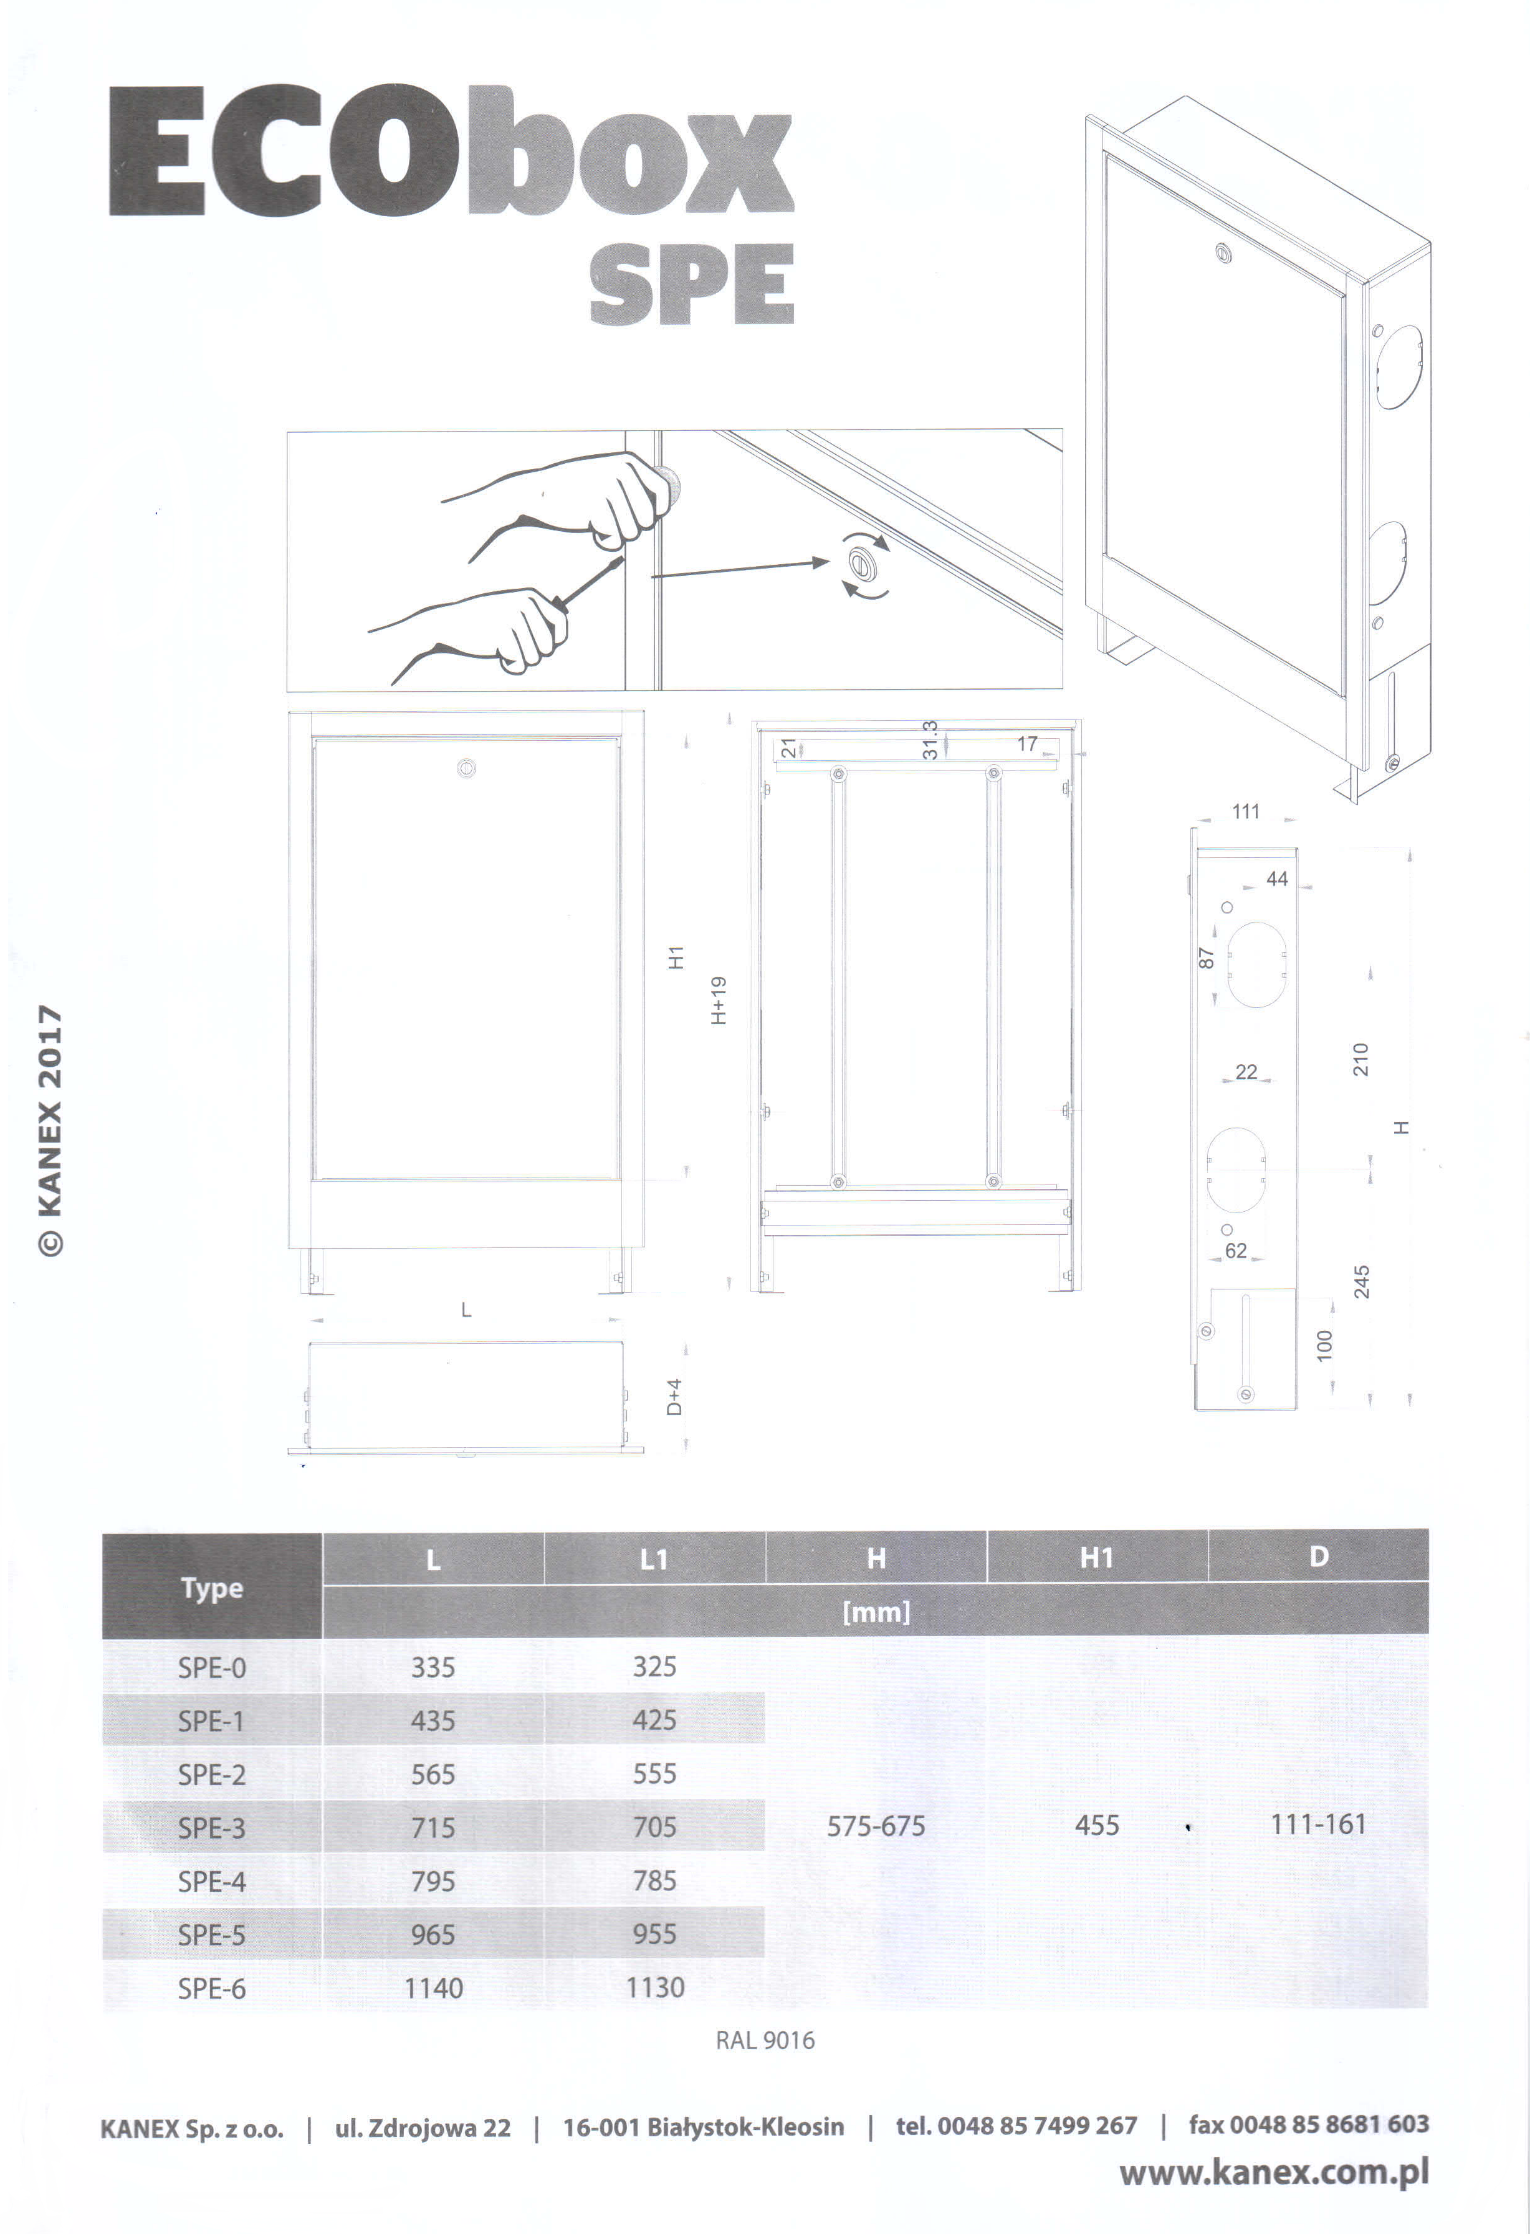 ECObox
SPE
21
31.3
17
111
44
H1
H+19
87
22
210
H
62
245
100
L
D+4
© KANEX 2017
Type L L1 H H1 D
[mm]
SPE-0 335 325
SPE-1 435 425
SPE-2 565 555
SPE-3 715 705 575-675 455 111-161
SPE-4 795 785
SPE-5 965 955
SPE-6 1140 1130
RAL 9016
KANEX Sp. z o.o. | ul. Zdrojowa 22 | 16-001 Białystok-Kleosin | tel. 0048 85 7499 267 | fax 0048 85 8681 603
www.kanex.com.pl